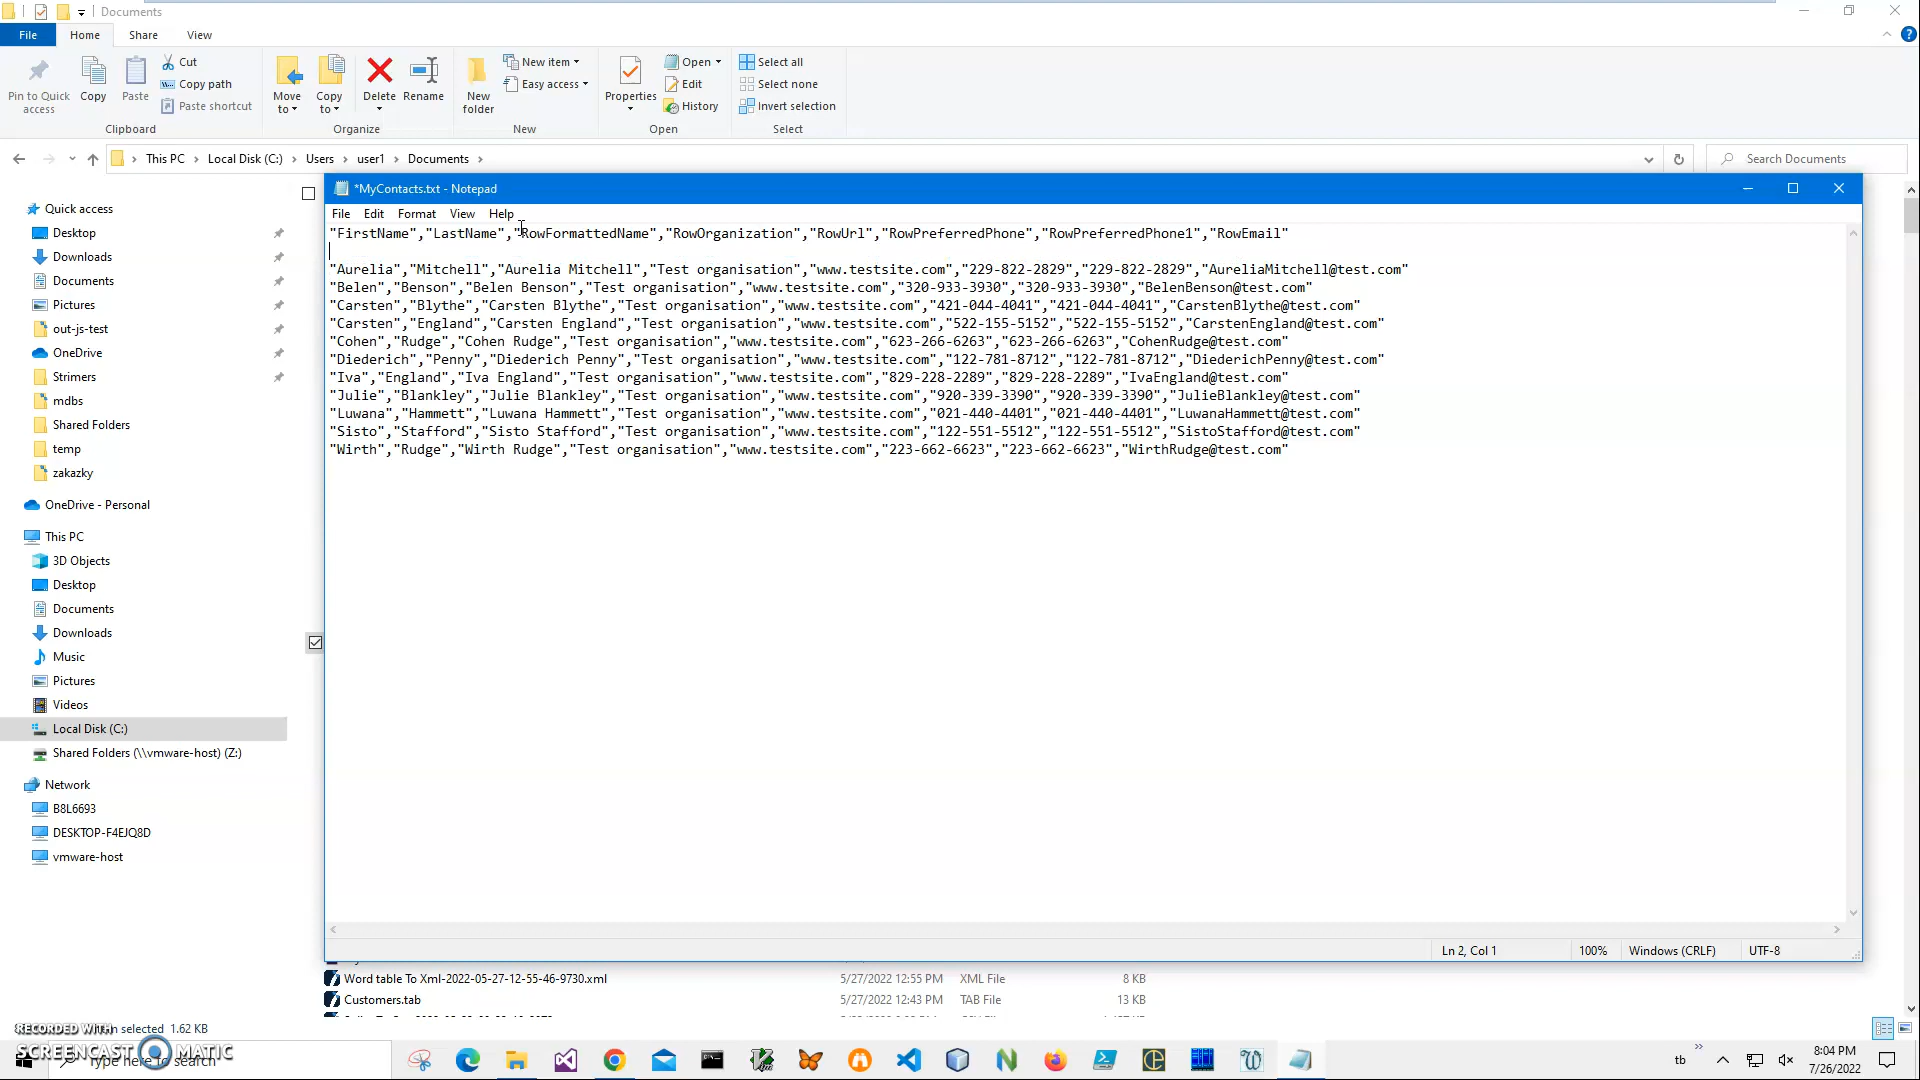 Documents
File Home Share View
Pin to Quick access
Copy
Paste
Cut
Copy path
Paste shortcut
Clipboard
Move to
Copy to
Delete
Rename
Organize
New folder
New item
Easy access
New
Properties
Open
Edit
History
Open
Select all
Select none
Invert selection
Select
This PC › Local Disk (C:) › Users › user1 › Documents ›
Search Documents
*MyContacts.txt - Notepad
File Edit Format View Help
"FirstName","LastName","RowFormattedName","RowOrganization","RowUrl","RowPreferredPhone","RowPreferredPhone1","RowEmail"
"Aurelia","Mitchell","Aurelia Mitchell","Test organisation","www.testsite.com","229-822-2829","229-822-2829","AureliaMitchell@test.com"
"Belen","Benson","Belen Benson","Test organisation","www.testsite.com","320-933-3930","320-933-3930","BelenBenson@test.com"
"Carsten","Blythe","Carsten Blythe","Test organisation","www.testsite.com","421-044-4041","421-044-4041","CarstenBlythe@test.com"
"Carsten","England","Carsten England","Test organisation","www.testsite.com","522-155-5152","522-155-5152","CarstenEngland@test.com"
"Cohen","Rudge","Cohen Rudge","Test organisation","www.testsite.com","623-266-6263","623-266-6263","CohenRudge@test.com"
"Diederich","Penny","Diederich Penny","Test organisation","www.testsite.com","122-781-8712","122-781-8712","DiederichPenny@test.com"
"Iva","England","Iva England","Test organisation","www.testsite.com","829-228-2289","829-228-2289","IvaEngland@test.com"
"Julie","Blankley","Julie Blankley","Test organisation","www.testsite.com","920-339-3390","920-339-3390","JulieBlankley@test.com"
"Luwana","Hammett","Luwana Hammett","Test organisation","www.testsite.com","021-440-4401","021-440-4401","LuwanaHammett@test.com"
"Sisto","Stafford","Sisto Stafford","Test organisation","www.testsite.com","122-551-5512","122-551-5512","SistoStafford@test.com"
"Wirth","Rudge","Wirth Rudge","Test organisation","www.testsite.com","223-662-6623","223-662-6623","WirthRudge@test.com"
Ln 2, Col 1 100% Windows (CRLF) UTF-8
Quick access
Desktop
Downloads
Documents
Pictures
out-js-test
OneDrive
Strimers
mdbs
Shared Folders
temp
zakazky
OneDrive - Personal
This PC
3D Objects
Desktop
Documents
Downloads
Music
Pictures
Videos
Local Disk (C:)
Shared Folders (\\vmware-host) (Z:)
Network
B8L6693
DESKTOP-F4EJQ8D
vmware-host
Word table To Xml-2022-05-27-12-55-46-9730.xml 5/27/2022 12:55 PM XML File 8 KB
Customers.tab 5/27/2022 12:43 PM TAB File 13 KB
selected 1.62 KB
RECORDED WITH
SCREENCAST MATIC
Type here to search
tb
8:04 PM
7/26/2022